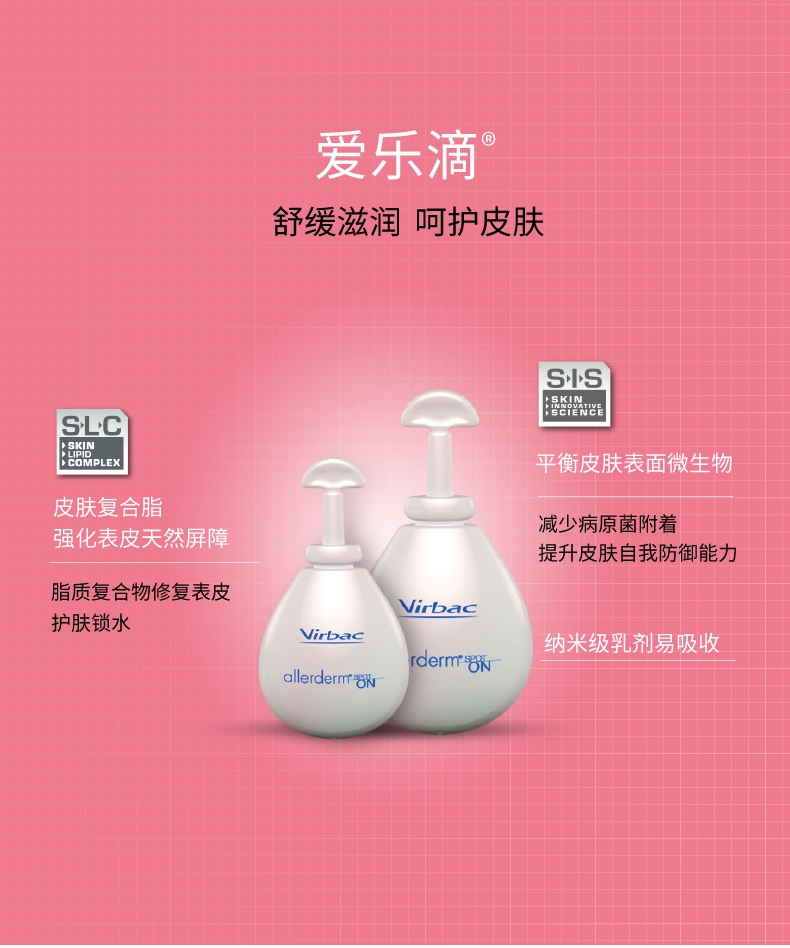 爱乐滴®
舒缓滋润 呵护皮肤
S·L·C
SKIN
LIPID
COMPLEX
皮肤复合脂
强化表皮天然屏障
脂质复合物修复表皮
护肤锁水
S·I·S
SKIN
INNOVATIVE
SCIENCE
平衡皮肤表面微生物
减少病原菌附着
提升皮肤自我防御能力
纳米级乳剂易吸收
Virbac
allerderm® SPOT ON
Virbac
rderm® SPOT ON